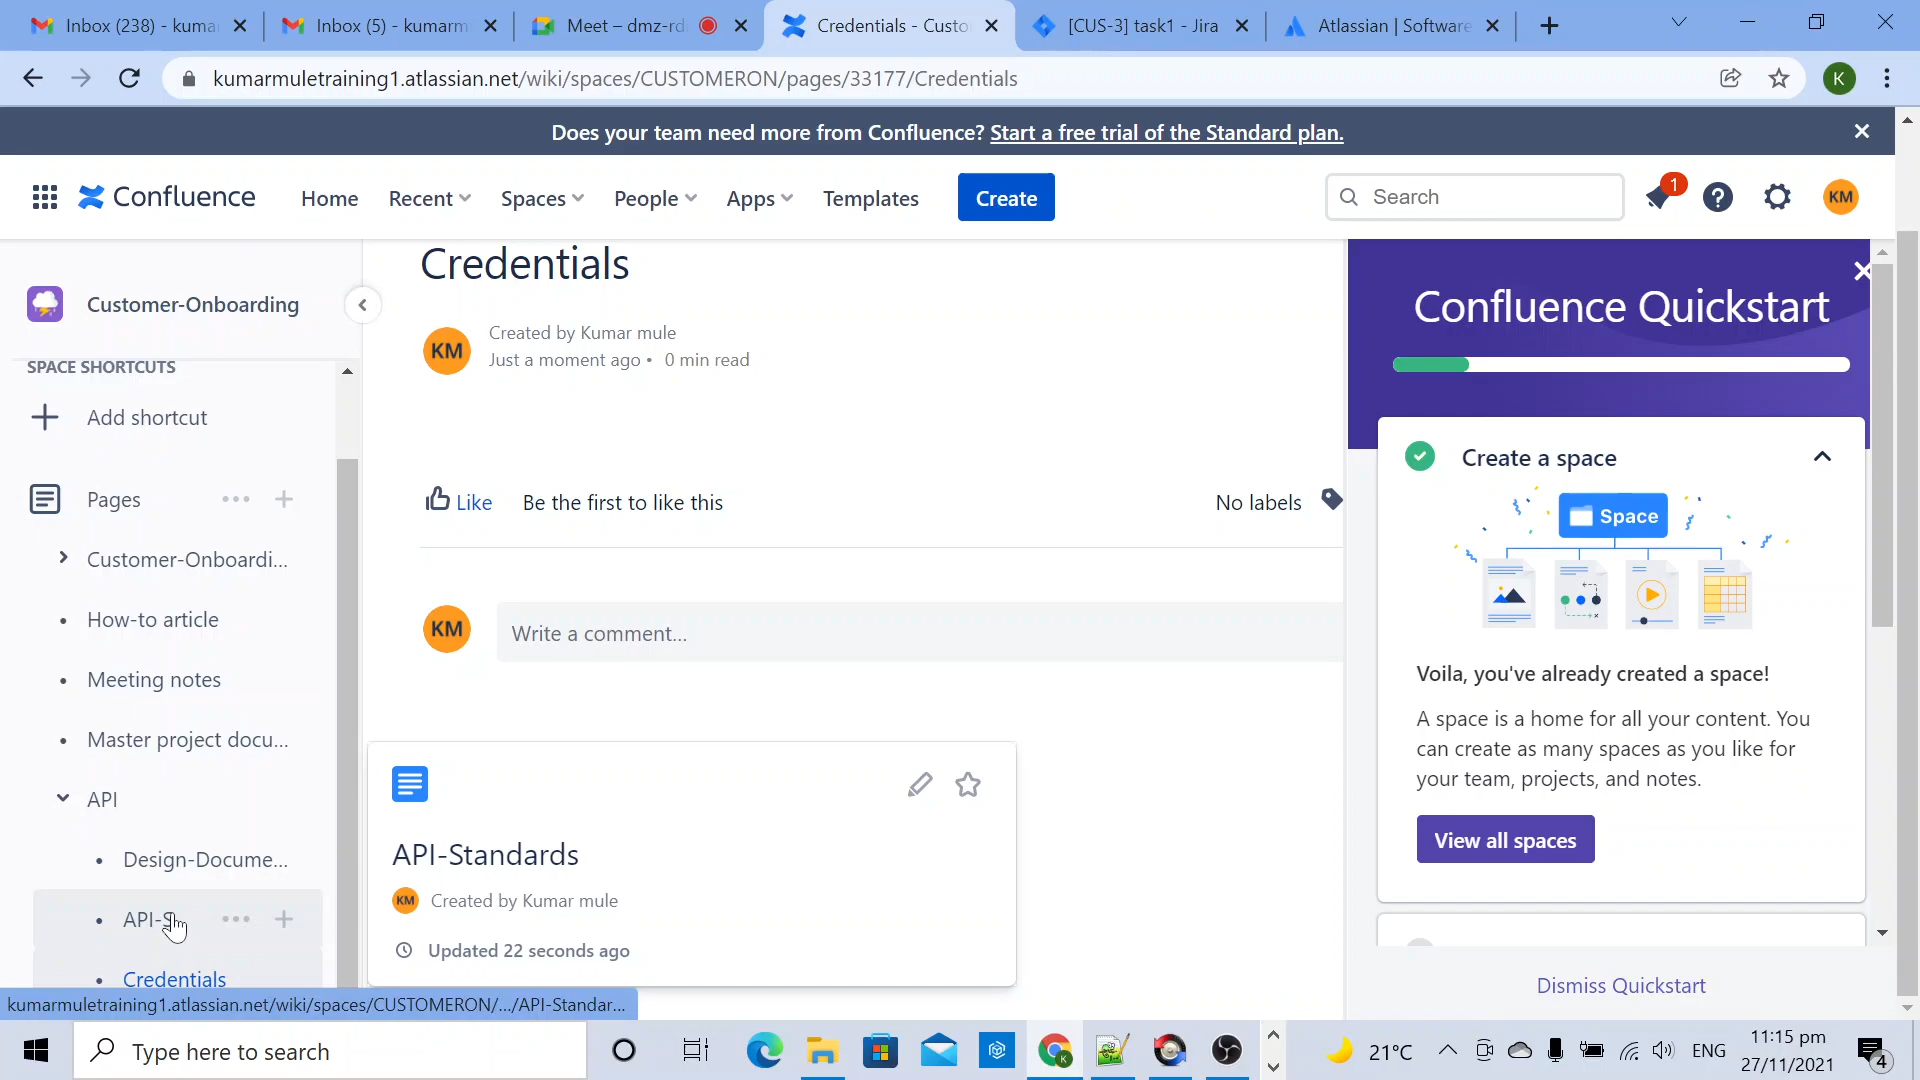 Inbox (238) - kuma
Inbox (5) - kumarm
Meet – dmz-rd
Credentials - Custo
[CUS-3] task1 - Jira
Atlassian | Software
kumarmuletraining1.atlassian.net/wiki/spaces/CUSTOMERON/pages/33177/Credentials
K
Does your team need more from Confluence? Start a free trial of the Standard plan.
Confluence
Home
Recent
Spaces
People
Apps
Templates
Create
Search
1
KM
Customer-Onboarding
SPACE SHORTCUTS
Add shortcut
Pages
Customer-Onboardi...
How-to article
Meeting notes
Master project docu...
API
Design-Docume...
API-S
Credentials
Credentials
KM
Created by Kumar mule
Just a moment ago • 0 min read
Like
Be the first to like this
No labels
KM
Write a comment...
API-Standards
KM
Created by Kumar mule
Updated 22 seconds ago
Confluence Quickstart
Create a space
Space
Voila, you've already created a space!
A space is a home for all your content. You
can create as many spaces as you like for
your team, projects, and notes.
View all spaces
Dismiss Quickstart
kumarmuletraining1.atlassian.net/wiki/spaces/CUSTOMERON/.../API-Standar...
Type here to search
21°C
ENG
11:15 pm
27/11/2021
4